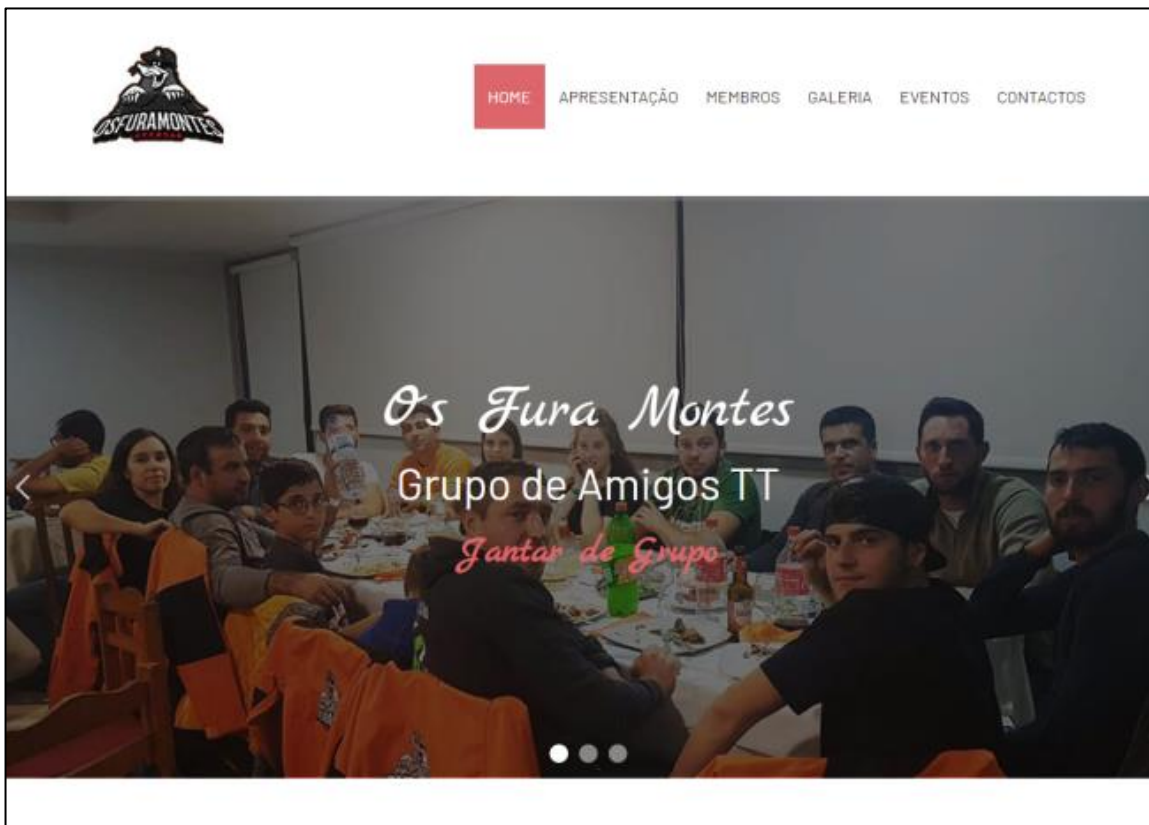 OSFURAMONTES
HOME APRESENTAÇÃO MEMBROS GALERIA EVENTOS CONTACTOS
Os Fura Montes
Grupo de Amigos TT
Jantar de Grupo